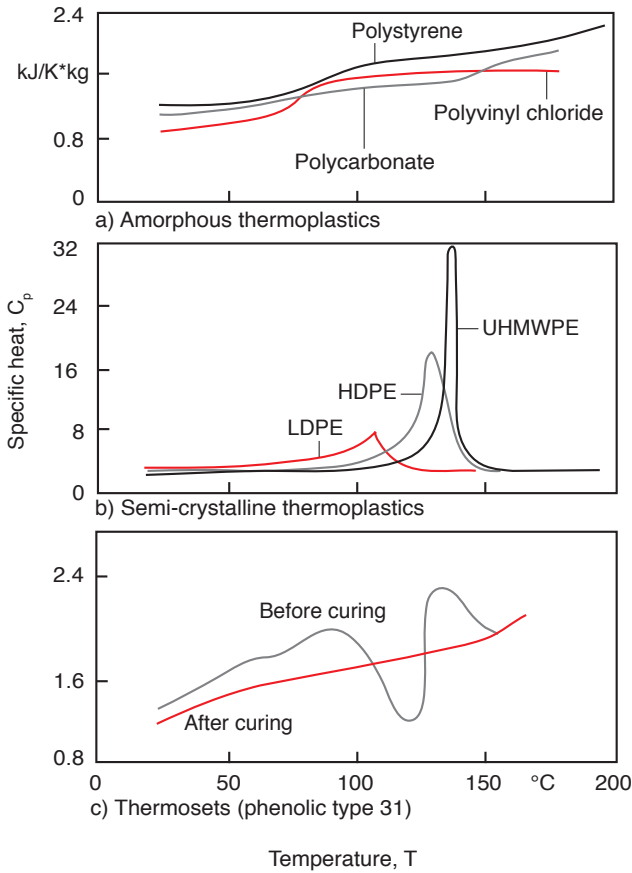 2.4
kJ/K*kg
0.8
0
Polystyrene
Polyvinyl chloride
Polycarbonate
a) Amorphous thermoplastics
Specific heat, Cp
32
24
16
8
0
UHMWPE
HDPE
LDPE
b) Semi-crystalline thermoplastics
2.4
1.6
0.8
Before curing
After curing
0 50 100 150 °C 200
c) Thermosets (phenolic type 31)
Temperature, T